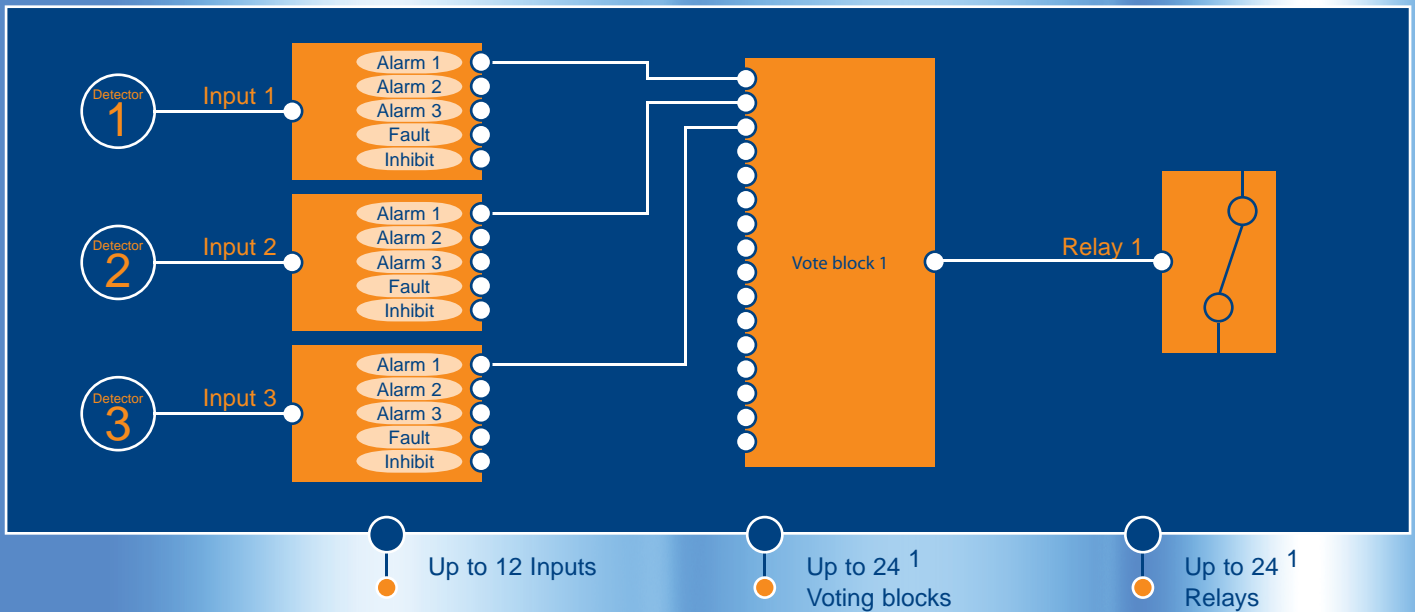 Detector
1
Input 1
Alarm 1
Alarm 2
Alarm 3
Fault
Inhibit
Detector
2
Input 2
Alarm 1
Alarm 2
Alarm 3
Fault
Inhibit
Detector
3
Input 3
Alarm 1
Alarm 2
Alarm 3
Fault
Inhibit
Vote block 1
Relay 1
Up to 12 Inputs
Up to 24 1
Voting blocks
Up to 24 1
Relays